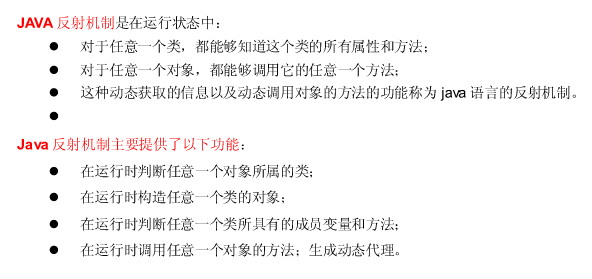 JAVA 反射机制是在运行状态中：
● 对于任意一个类，都能够知道这个类的所有属性和方法；
● 对于任意一个对象，都能够调用它的任意一个方法；
● 这种动态获取的信息以及动态调用对象的方法的功能称为 java 语言的反射机制。
●
Java 反射机制主要提供了以下功能：
● 在运行时判断任意一个对象所属的类；
● 在运行时构造任意一个类的对象；
● 在运行时判断任意一个类所具有的成员变量和方法；
● 在运行时调用任意一个对象的方法；生成动态代理。